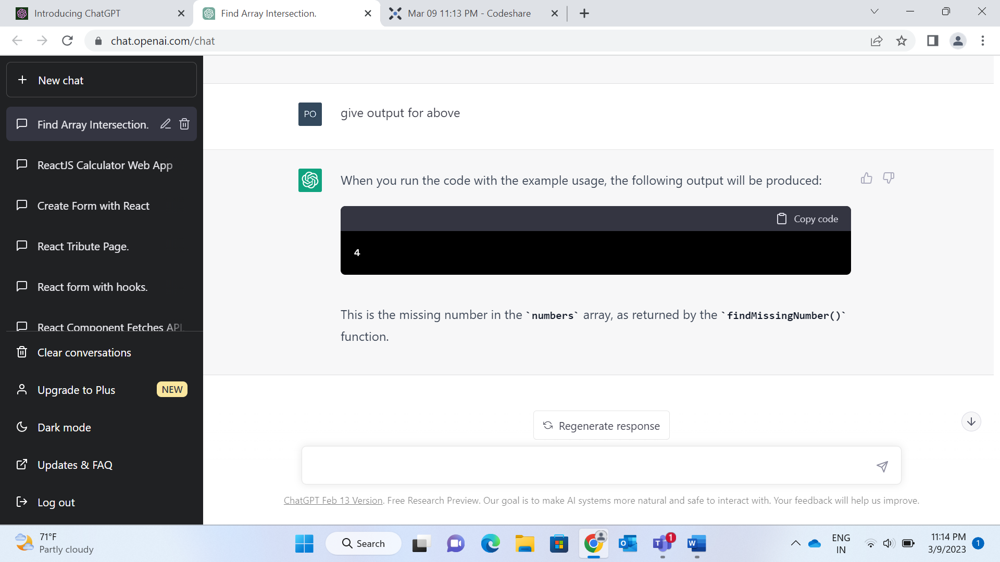 Introducing ChatGPT
Find Array Intersection.
Mar 09 11:13 PM - Codeshare
chat.openai.com/chat
New chat
Find Array Intersection.
ReactJS Calculator Web App
Create Form with React
React Tribute Page.
React form with hooks.
React Component Fetches API.
Clear conversations
Upgrade to Plus NEW
Dark mode
Updates & FAQ
Log out
PO give output for above
When you run the code with the example usage, the following output will be produced:
Copy code
4
This is the missing number in the `numbers` array, as returned by the `findMissingNumber()`
function.
Regenerate response
ChatGPT Feb 13 Version. Free Research Preview. Our goal is to make AI systems more natural and safe to interact with. Your feedback will help us improve.
71°F
Partly cloudy
Search
1
ENG
IN
11:14 PM
3/9/2023
1